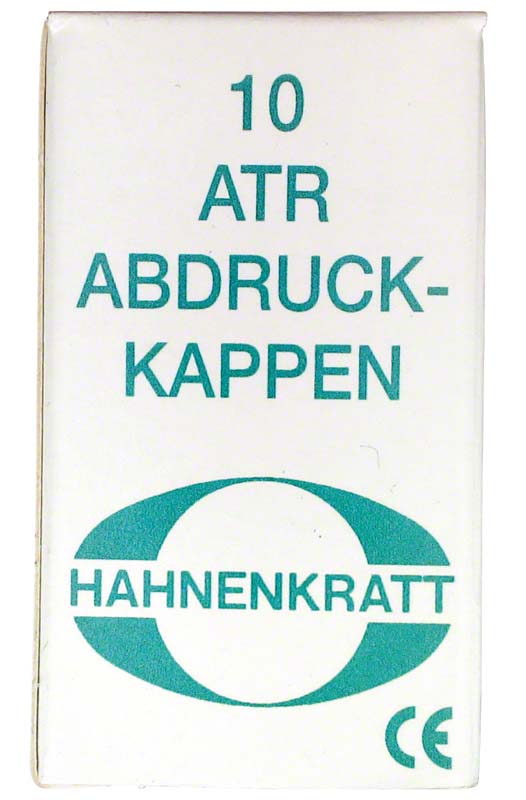 10
ATR
ABDRUCK-
KAPPEN
HAHNENKRATT
CE